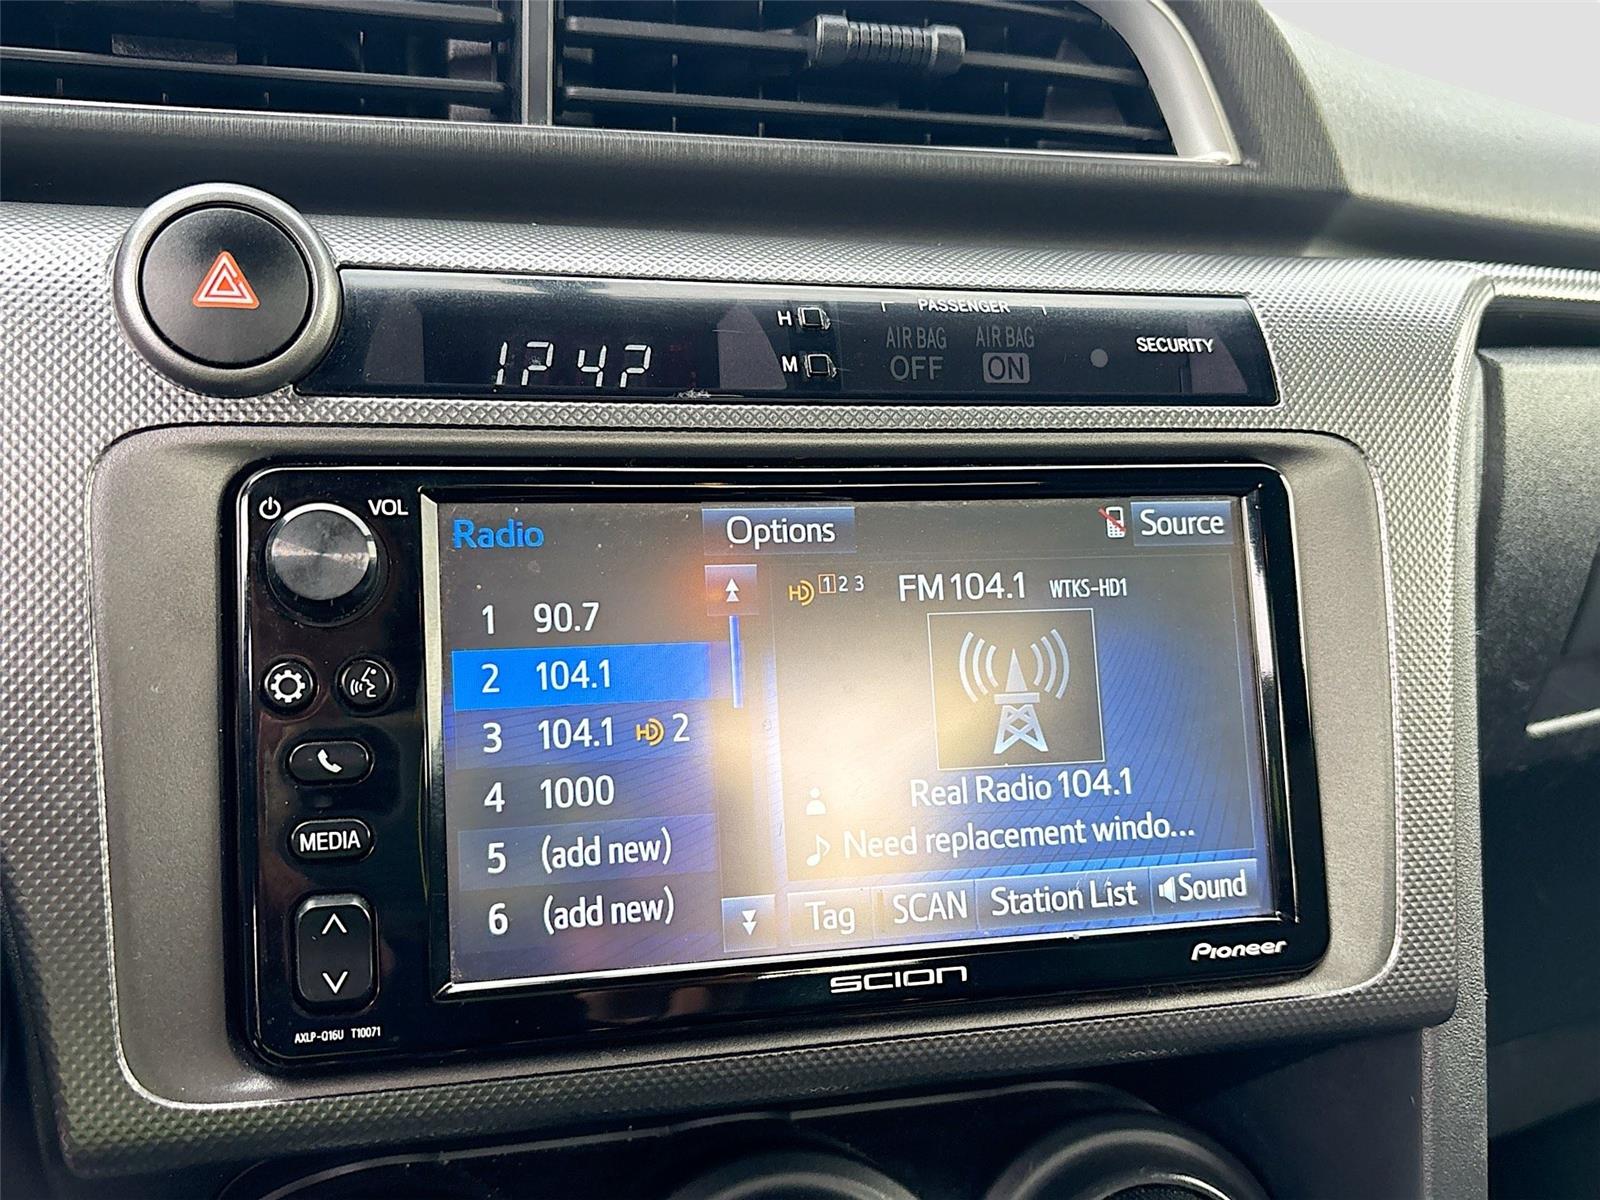 PASSENGER
H
AIR BAG OFF
AIR BAG ON
SECURITY
12 42
M
VOL
Radio
Options
Source
1 90.7
HD 1 2 3
FM 104.1 WTKS-HD1
2 104.1
3 104.1 HD 2
4 1000
Real Radio 104.1
MEDIA
5 (add new)
Need replacement windo...
6 (add new)
Tag
SCAN
Station List
Sound
SCION
Pioneer
AXLP-016U T10071